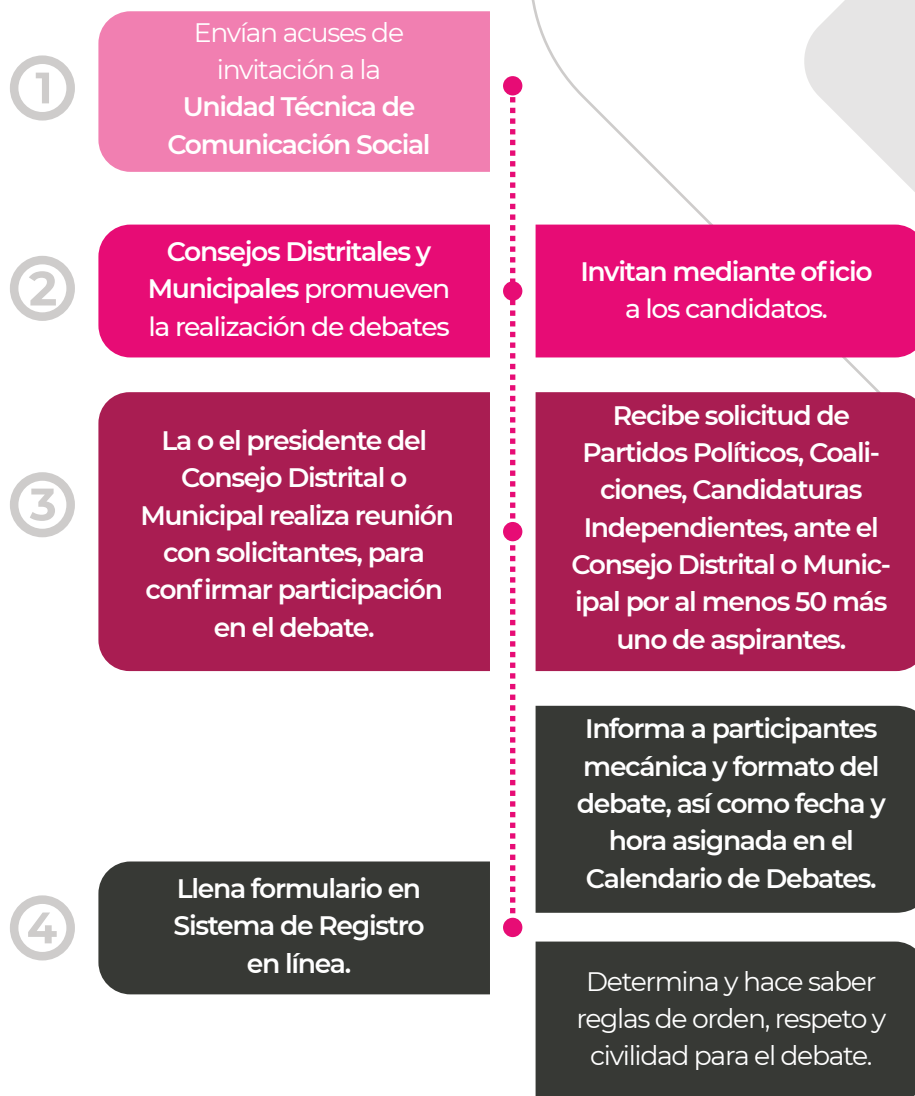 1
Envían acuses de
invitación a la
Unidad Técnica de
Comunicación Social
2
Consejos Distritales y
Municipales promueven
la realización de debates
Invitan mediante oficio
a los candidatos.
3
La o el presidente del
Consejo Distrital o
Municipal realiza reunión
con solicitantes, para
confirmar participación
en el debate.
Recibe solicitud de
Partidos Políticos, Coali-
ciones, Candidaturas
Independientes, ante el
Consejo Distrital o Munic-
ipal por al menos 50 más
uno de aspirantes.
4
Llena formulario en
Sistema de Registro
en línea.
Informa a participantes
mecánica y formato del
debate, así como fecha y
hora asignada en el
Calendario de Debates.
Determina y hace saber
reglas de orden, respeto y
civilidad para el debate.